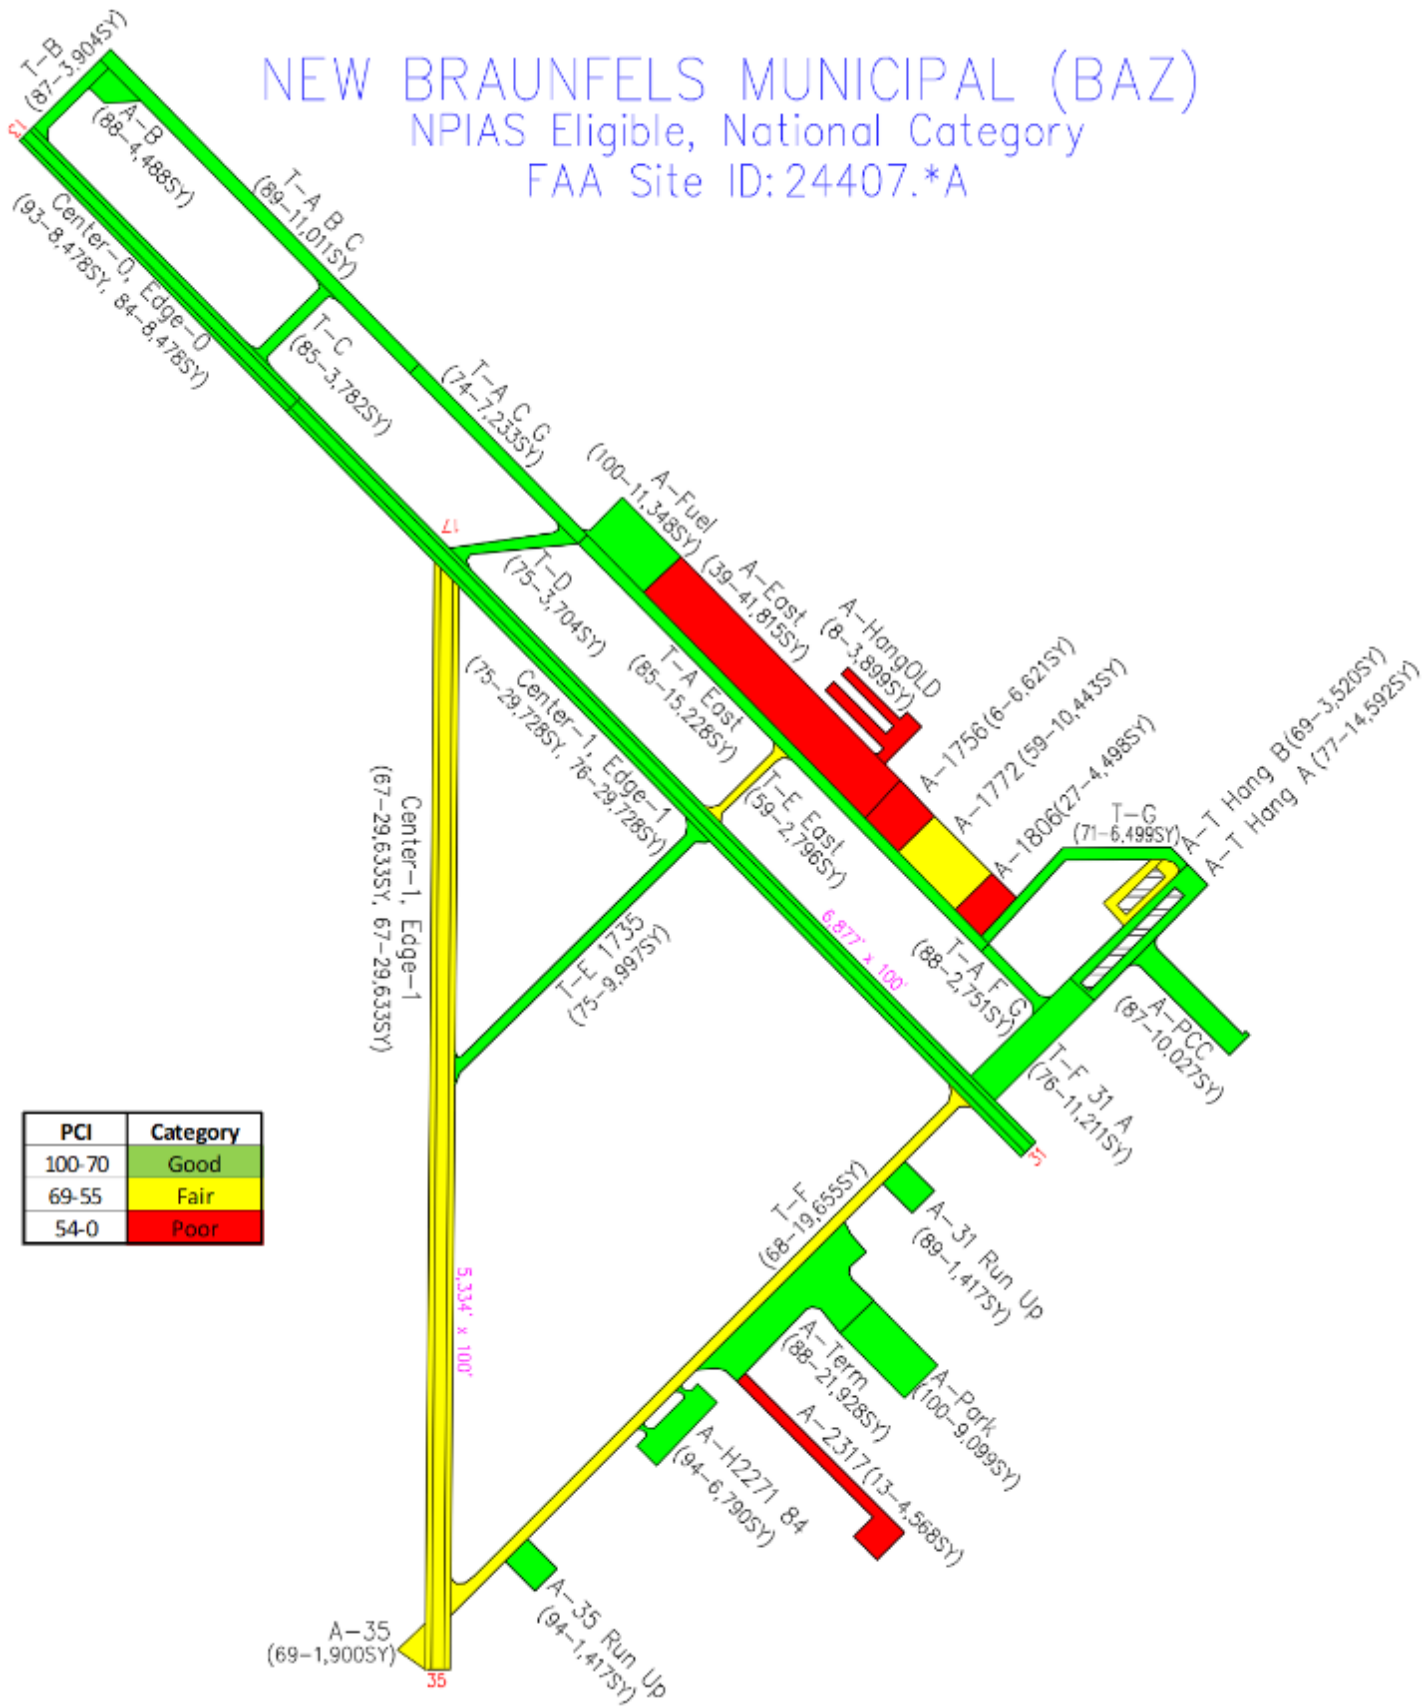 NEW BRAUNFELS MUNICIPAL (BAZ)
NPIAS Eligible, National Category
FAA Site ID: 24407.*A
T-B
(87-3,904SY)
13
A-B
(88-4,488SY)
Center-0, Edge-0
(93-8,478SY, 84-8,478SY)
T-A B C
(89-11,011SY)
T-C
(85-3,782SY)
T-A C G
(74-7,233SY)
17
T-D
(75-3,704SY)
A-Fuel
(100-11,348SY)
A-East
(39-41,815SY)
A-HangOLD
(8-3,899SY)
A-1756(6-6,621SY)
A-1772(59-10,443SY)
A-1806(27-4,498SY)
T-G
(71-6,499SY)
A-T Hang B(69-3,520SY)
A-T Hang A(77-14,592SY)
T-A East
(85-15,228SY)
Center-1, Edge-1
(75-29,728SY, 76-29,728SY)
T-E East
(59-2,796SY)
Center-1, Edge-1
(67-29,633SY, 67-29,633SY)
T-E 1735
(75-9,997SY)
6,877' x 100'
T-A F G
(88-2,751SY)
A-PCC
(87-10,027SY)
T-F 31 A
(76-11,211SY)
31
PCI Category
100-70 Good
69-55 Fair
54-0 Poor
T-F
(68-19,655SY)
A-31 Run Up
(89-1,417SY)
5,334' x 100'
A-Term
(88-21,928SY)
A-Park
(100-9,099SY)
A-2317(13-4,568SY)
A-H2271 84
(94-6,790SY)
A-35 Run Up
(94-1,417SY)
A-35
(69-1,900SY)
35